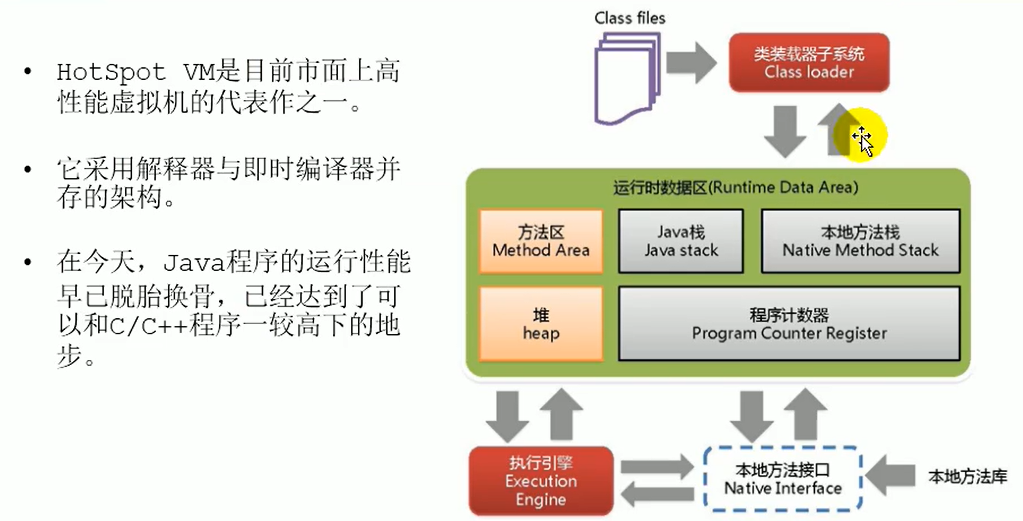 • HotSpot VM是目前市面上高
性能虚拟机的代表作之一。
• 它采用解释器与即时编译器并
存的架构。
• 在今天，Java程序的运行性能
早已脱胎换骨，已经达到了可
以和C/C++程序一较高下的地
步。
Class files
类装载器子系统
Class loader
运行时数据区(Runtime Data Area)
方法区
Method Area
Java栈
Java stack
本地方法栈
Native Method Stack
堆
heap
程序计数器
Program Counter Register
执行引擎
Execution
Engine
本地方法接口
Native Interface
本地方法库